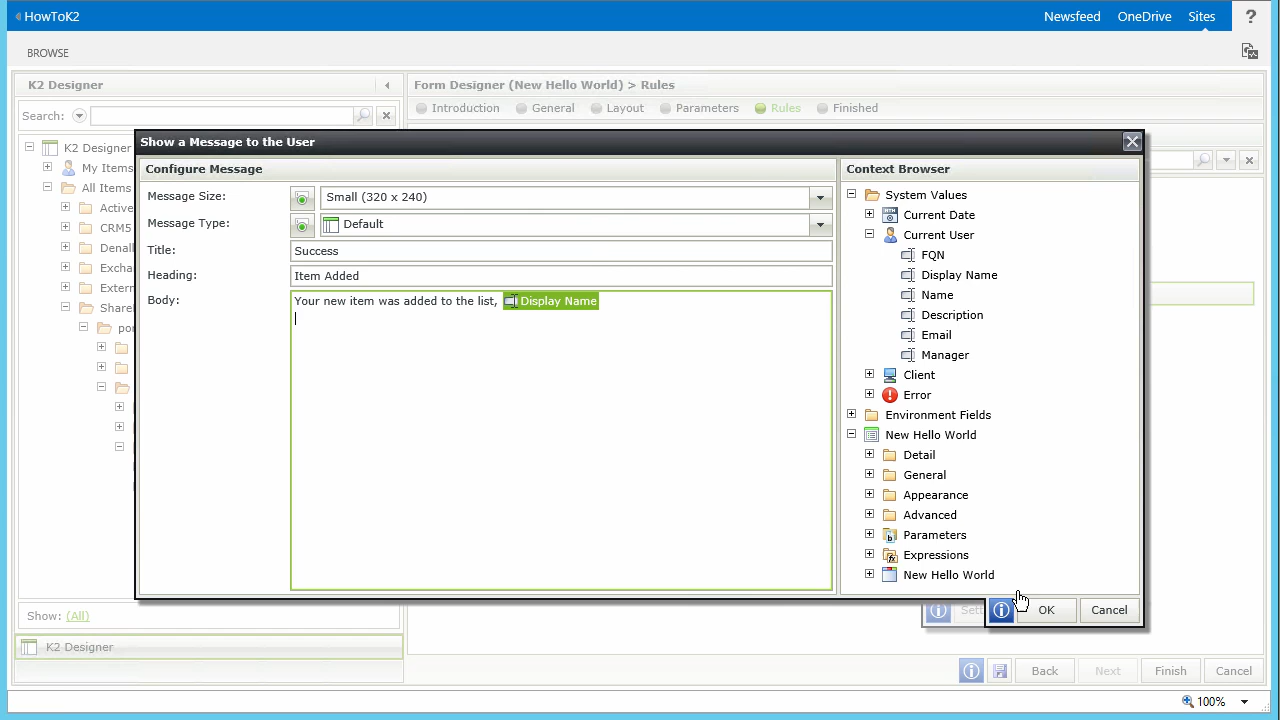 HowToK2
Newsfeed OneDrive Sites ?
BROWSE
K2 Designer
Form Designer (New Hello World) > Rules
Search:
Introduction General Layout Parameters Rules Finished
K2 Designer
My Items
All Items
Active
CRM5
Denall
Excha
Extern
Share
por
Show a Message to the User
Configure Message
Message Size: Small (320 x 240)
Message Type: Default
Title: Success
Heading: Item Added
Body: Your new item was added to the list, Display Name
Context Browser
System Values
Current Date
Current User
FQN
Display Name
Name
Description
Email
Manager
Client
Error
Environment Fields
New Hello World
Detail
General
Appearance
Advanced
Parameters
Expressions
New Hello World
OK Cancel
Show: (All)
K2 Designer
Back Next Finish Cancel
100%